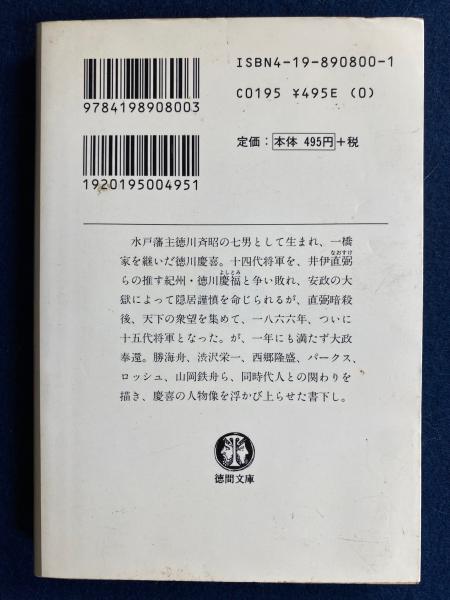 ISBN4-19-890800-1
9784198908003
C0195 ¥495E (0)
定価：本体 495円＋税
1920195004951
水戸藩主徳川斉昭の七男として生まれ、一橋
なおすけ
家を継いだ徳川慶喜。十四代将軍を、井伊直弼
よしとみ
らの推す紀州・徳川慶福と争い敗れ、安政の大
獄によって隠居謹慎を命じられるが、直弼暗殺
後、天下の衆望を集めて、一八六六年、ついに
十五代将軍となった。が、一年にも満たず大政
奉還。勝海舟、渋沢栄一、西郷隆盛、パークス、
ロッシュ、山岡鉄舟ら、同時代人との関わりを
描き、慶喜の人物像を浮かび上らせた書下し。
徳間文庫